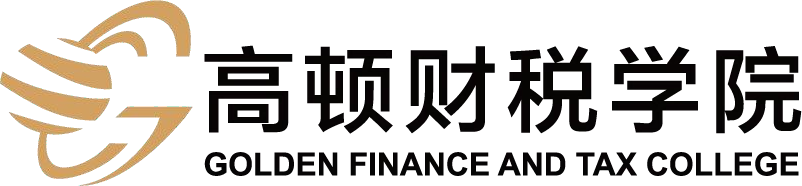 高顿财税学院
GOLDEN FINANCE AND TAX COLLEGE